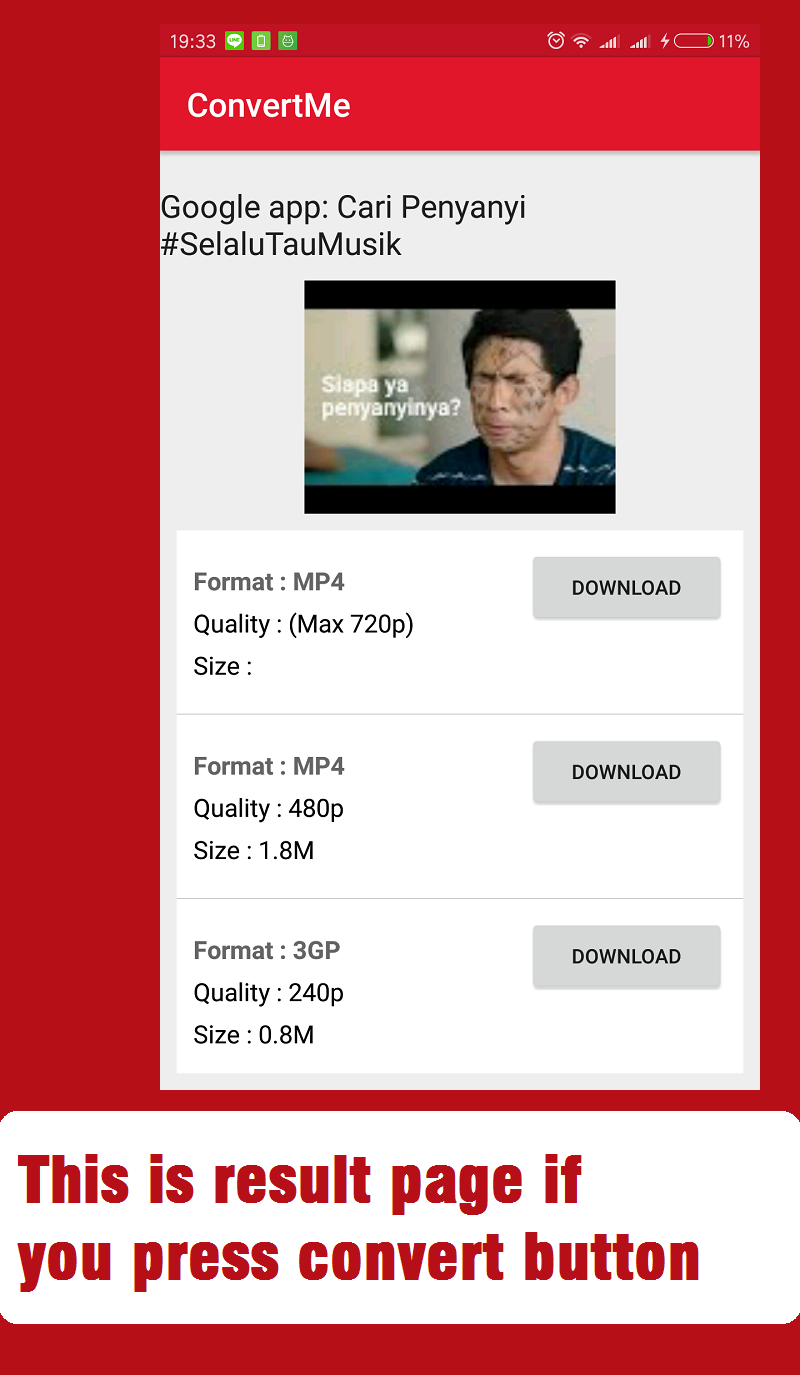 19:33
LINE
11%
ConvertMe
Google app: Cari Penyanyi
#SelaluTauMusik
Siapa ya
penyanyinya?
Format : MP4
DOWNLOAD
Quality : (Max 720p)
Size :
Format : MP4
DOWNLOAD
Quality : 480p
Size : 1.8M
Format : 3GP
DOWNLOAD
Quality : 240p
Size : 0.8M
This is result page if
you press convert button